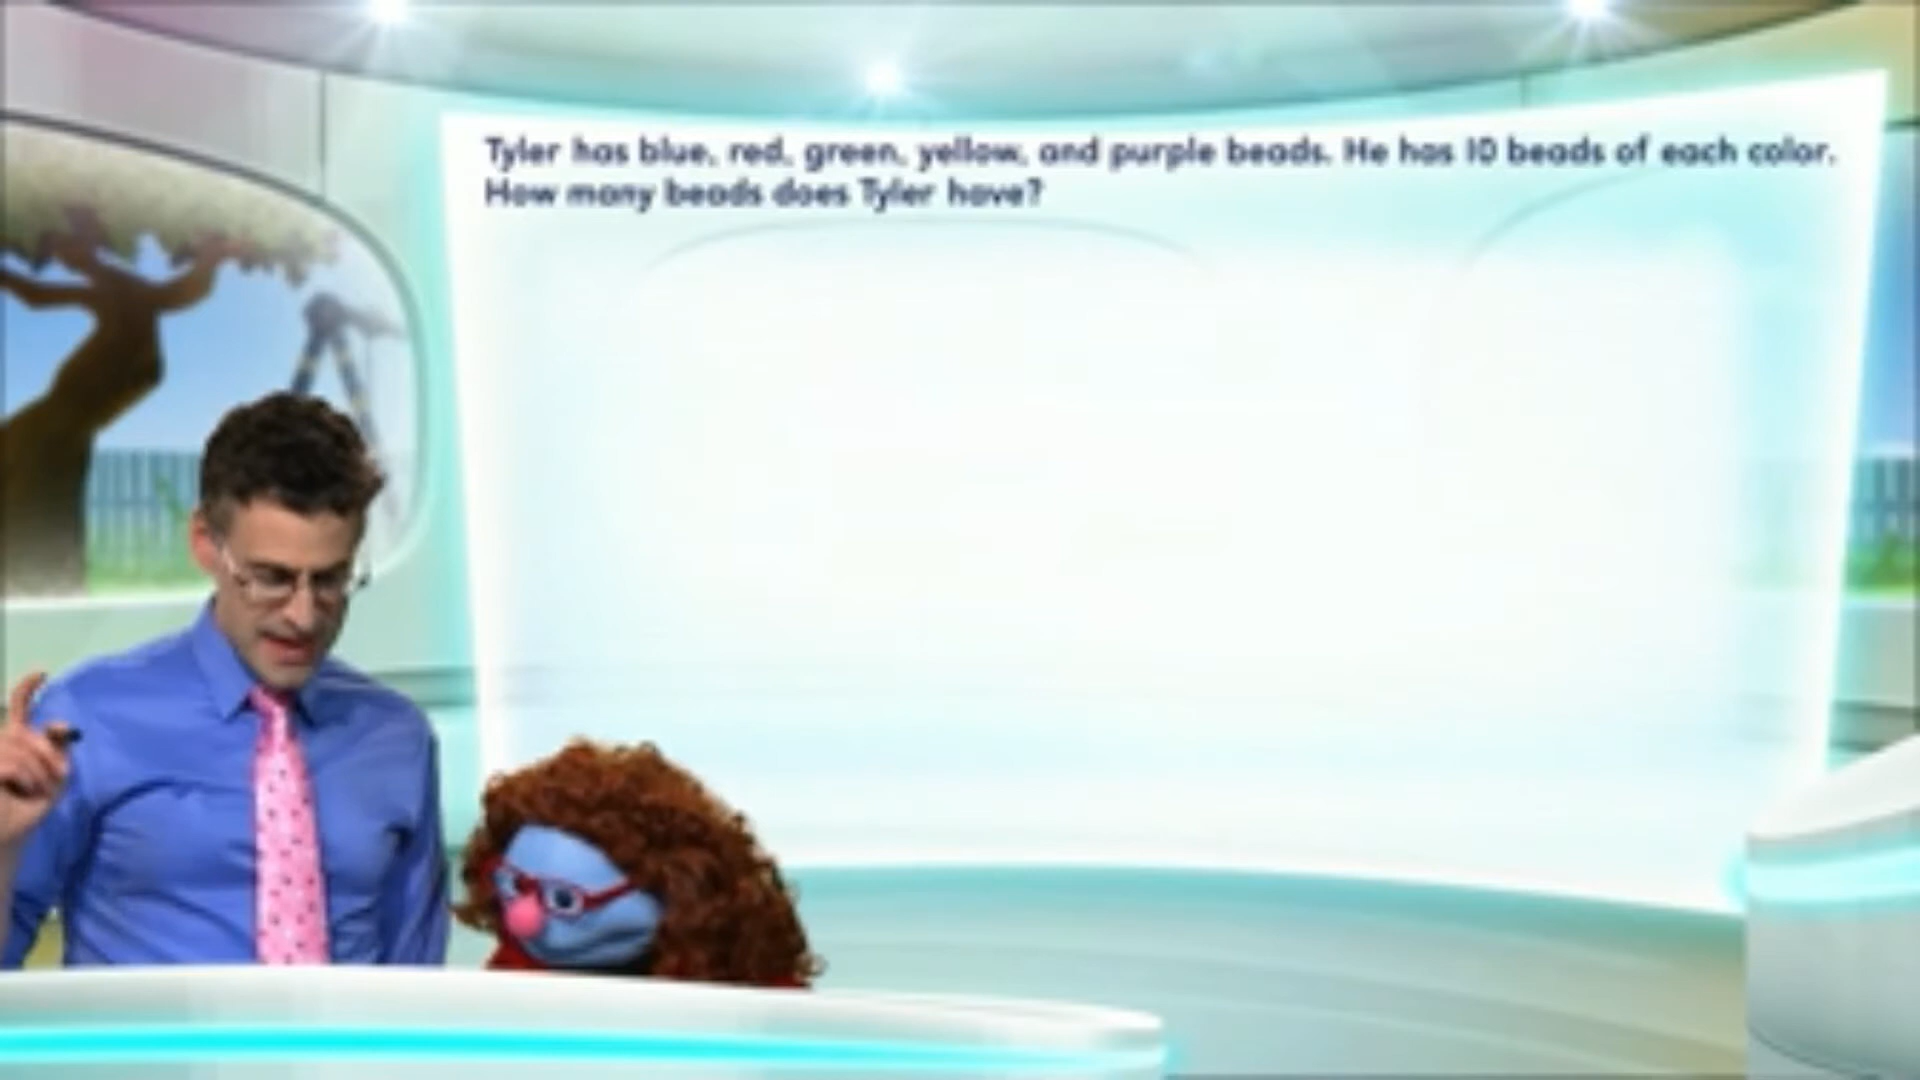 Tyler has blue, red, green, yellow, and purple beads. He has 10 beads of each color.
How many beads does Tyler have?